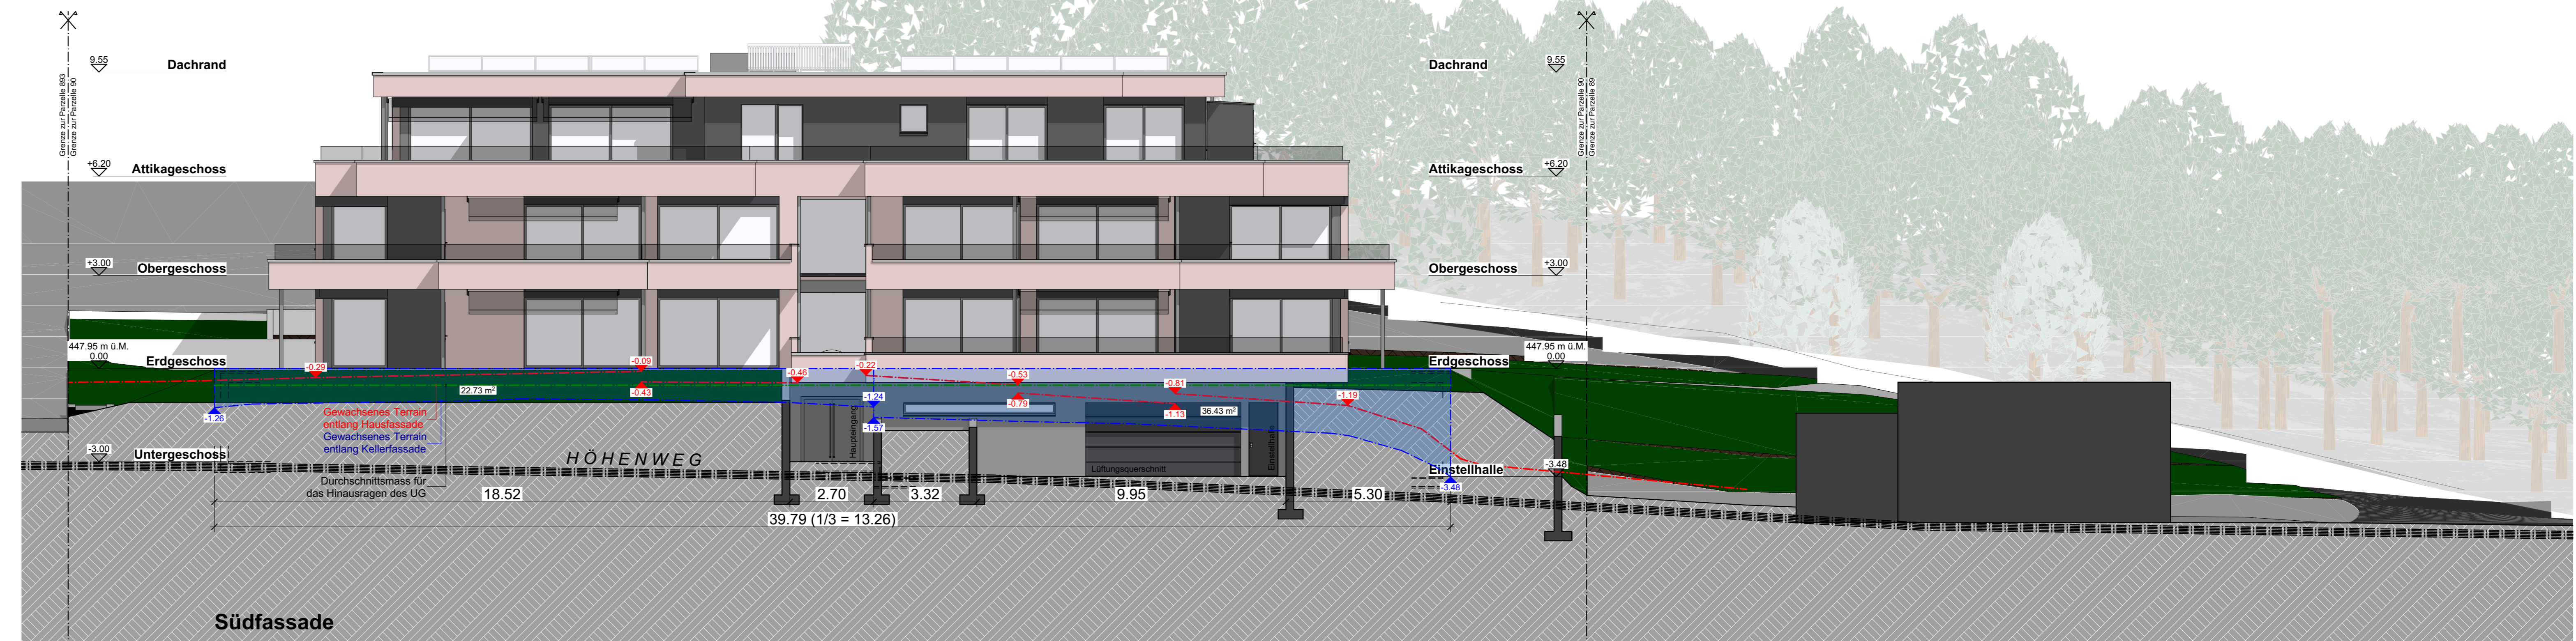 Grenze zur Parzelle 893
Grenze zur Parzelle 90
9.55
Dachrand
+6.20
Attikageschoss
+3.00
Obergeschoss
447.95 m ü.M.
0.00
Erdgeschoss
-3.00
Untergeschoss
Dachrand
9.55
Grenze zur Parzelle 90
Grenze zur Parzelle 89
+6.20
Attikageschoss
+3.00
Obergeschoss
447.95 m ü.M.
0.00
Erdgeschoss
-3.48
Einstellhalle
-0.29
-0.09
-0.43
-0.46
-0.22
-0.53
-0.79
-0.81
-1.13
-1.19
22.73 m²
36.43 m²
-1.26
-1.24
-1.57
-3.48
Gewachsenes Terrain
entlang Hausfassade
Gewachsenes Terrain
entlang Kellerfassade
Durchschnittsmass für
das Hinausragen des UG
HÖHENWEG
Haupteingang
Einstellhalle
Lüftungsquerschnitt
18.52
2.70
3.32
9.95
5.30
39.79 (1/3 = 13.26)
Südfassade